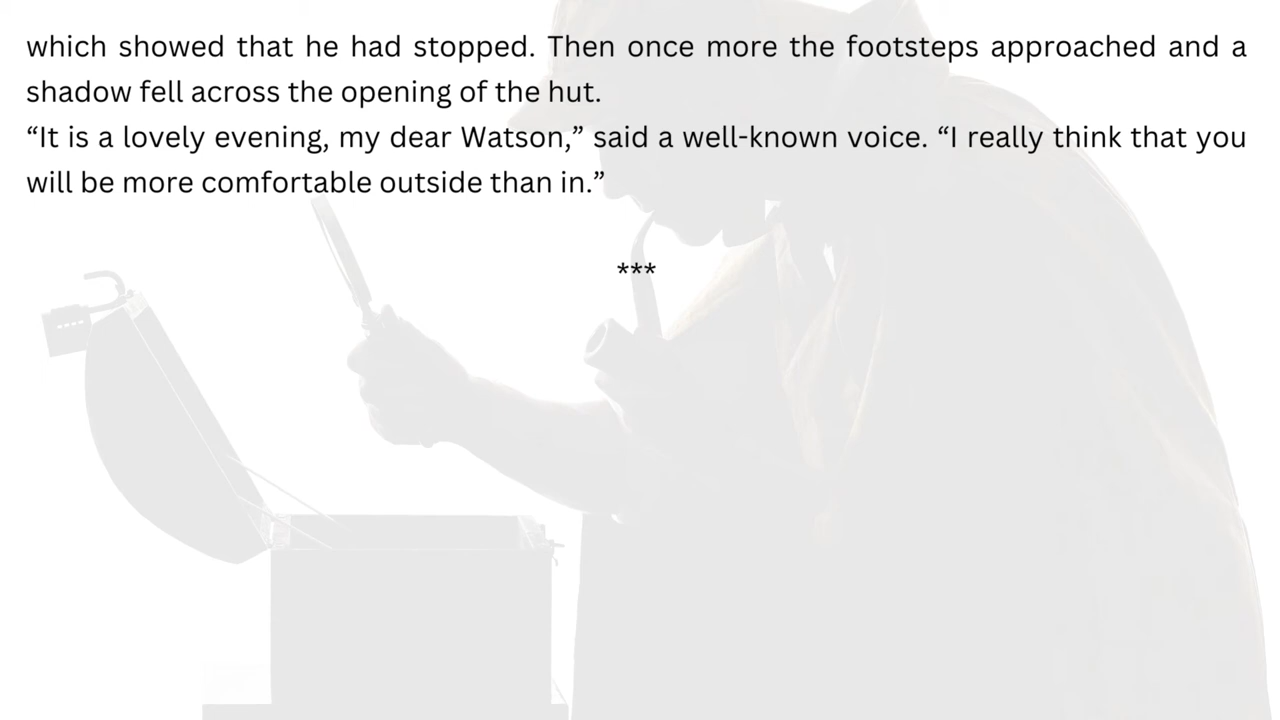 which showed that he had stopped. Then once more the footsteps approached and a
shadow fell across the opening of the hut.
“It is a lovely evening, my dear Watson,” said a well-known voice. “I really think that you
will be more comfortable outside than in.”
***